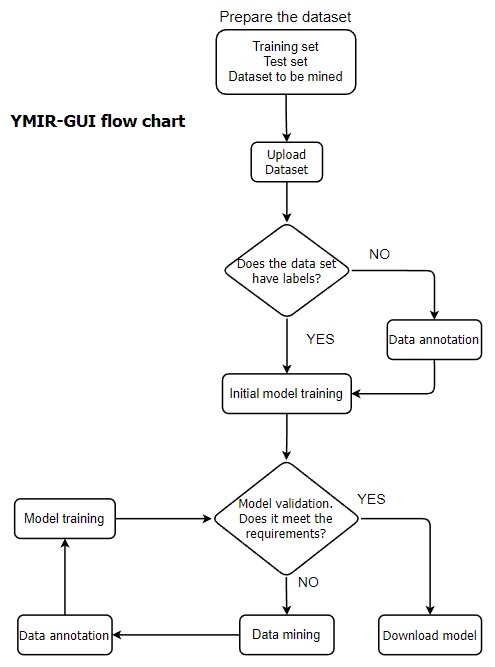 Prepare the dataset
Training set
Test set
Dataset to be mined
YMIR-GUI flow chart
Upload
Dataset
Does the data set
have labels?
NO
YES
Data annotation
Initial model training
Model validation.
Does it meet the
requirements?
YES
Model training
NO
Data annotation
Data mining
Download model